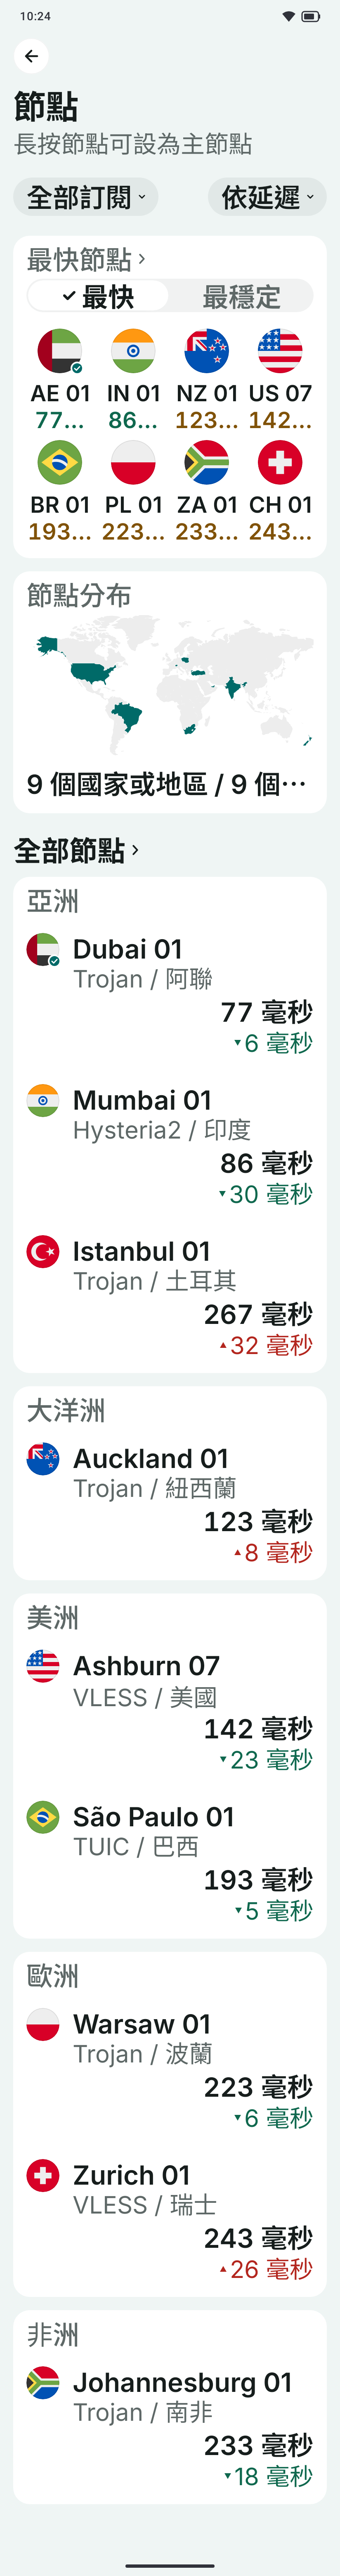 10:24
節點
長按節點可設為主節點
全部訂閱
依延遲
最快節點
最快
最穩定
AE 01 IN 01 NZ 01 US 07
77… 86… 123… 142…
BR 01 PL 01 ZA 01 CH 01
193… 223… 233… 243…
節點分布
9 個國家或地區 / 9 個…
全部節點
亞洲
Dubai 01
Trojan / 阿聯
77 毫秒
▼6 毫秒
Mumbai 01
Hysteria2 / 印度
86 毫秒
▼30 毫秒
Istanbul 01
Trojan / 土耳其
267 毫秒
▲32 毫秒
大洋洲
Auckland 01
Trojan / 紐西蘭
123 毫秒
▲8 毫秒
美洲
Ashburn 07
VLESS / 美國
142 毫秒
▼23 毫秒
São Paulo 01
TUIC / 巴西
193 毫秒
▼5 毫秒
歐洲
Warsaw 01
Trojan / 波蘭
223 毫秒
▼6 毫秒
Zurich 01
VLESS / 瑞士
243 毫秒
▲26 毫秒
非洲
Johannesburg 01
Trojan / 南非
233 毫秒
▼18 毫秒